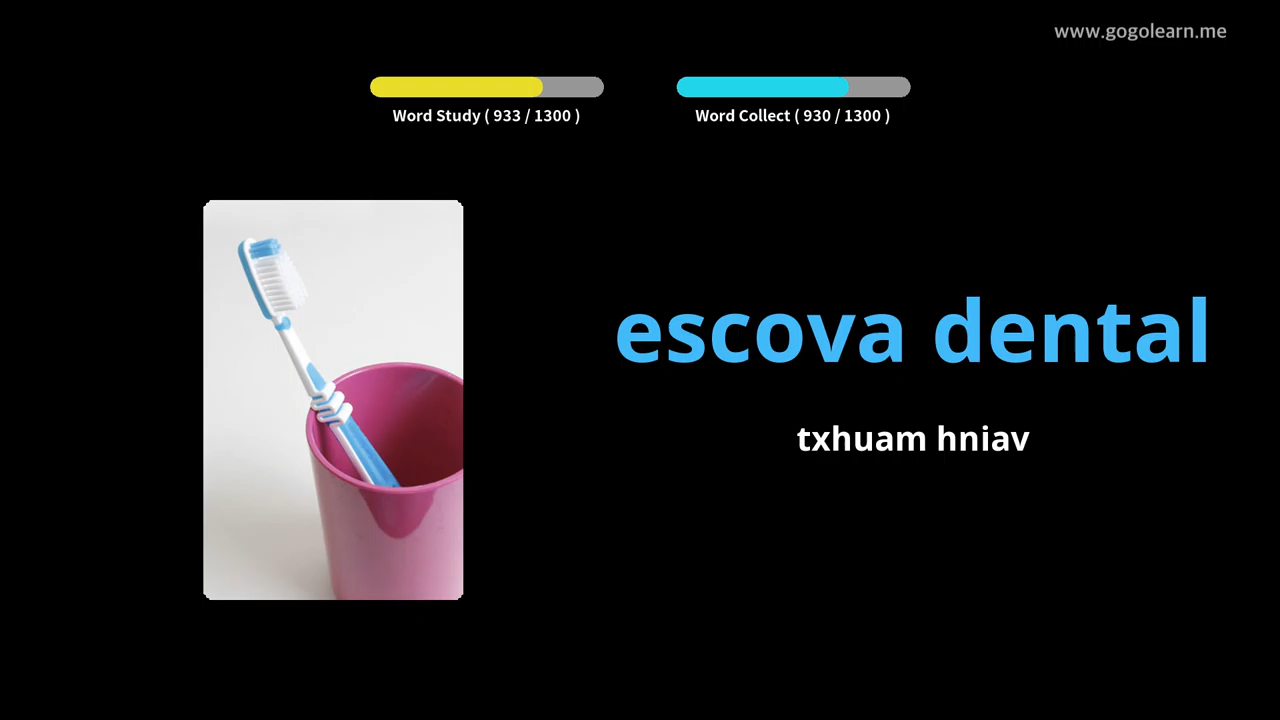 www.gogolearn.me
Word Study ( 933 / 1300 )
Word Collect ( 930 / 1300 )
escova dental
txhuam hniav